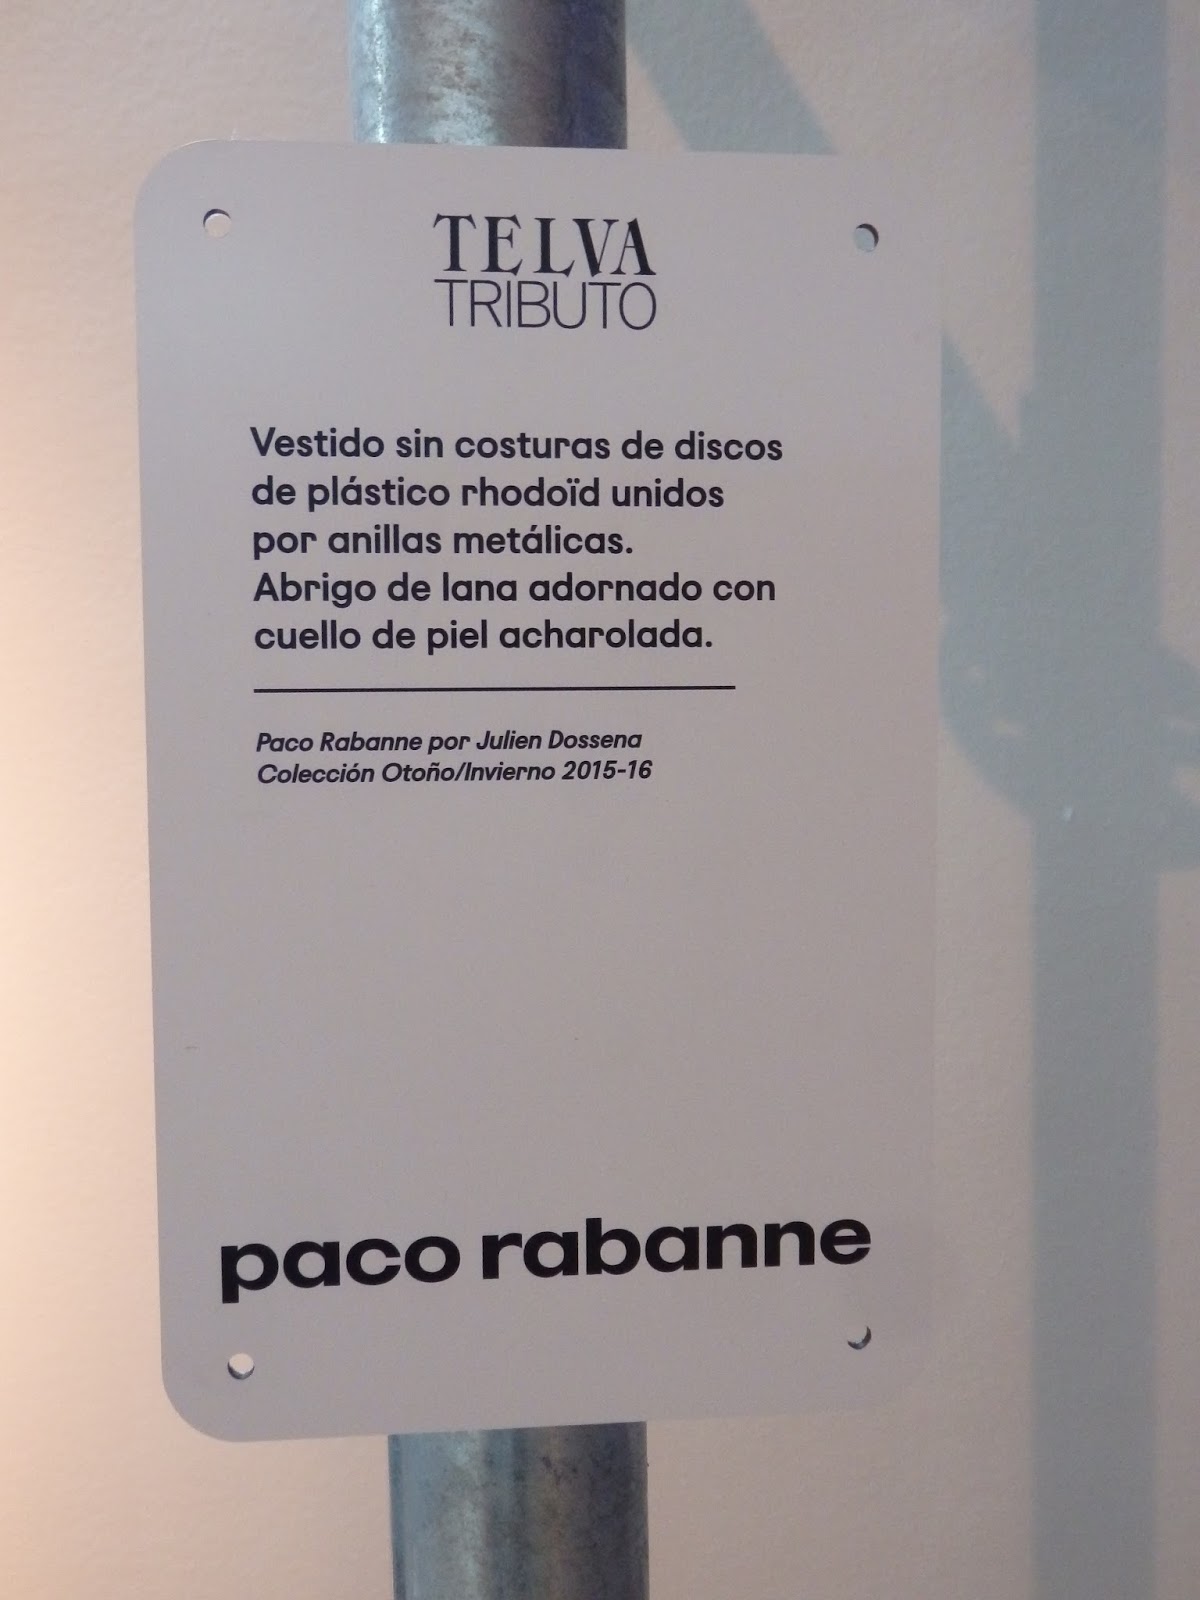 TELVA
TRIBUTO
Vestido sin costuras de discos
de plástico rhodoïd unidos
por anillas metálicas.
Abrigo de lana adornado con
cuello de piel acharolada.
Paco Rabanne por Julien Dossena
Colección Otoño/Invierno 2015-16
paco rabanne